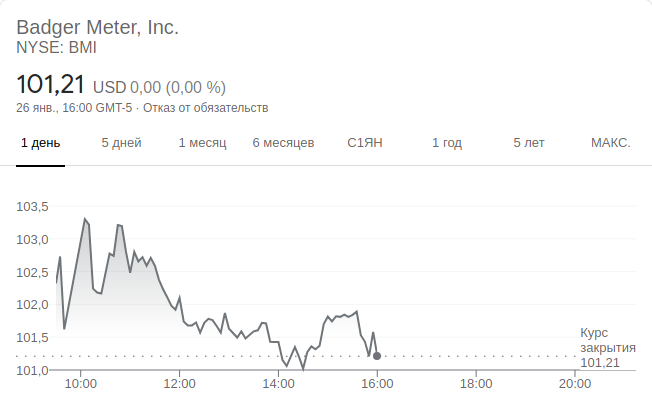 Badger Meter, Inc.
NYSE: BMI
101,21 USD 0,00 (0,00 %)
26 янв., 16:00 GMT-5 · Отказ от обязательств
1 день 5 дней 1 месяц 6 месяцев С1ЯН 1 год 5 лет МАКС.
103,5
103,0
102,5
102,0
101,5
101,0
Курс
закрытия
101,21
10:00 12:00 14:00 16:00 18:00 20:00